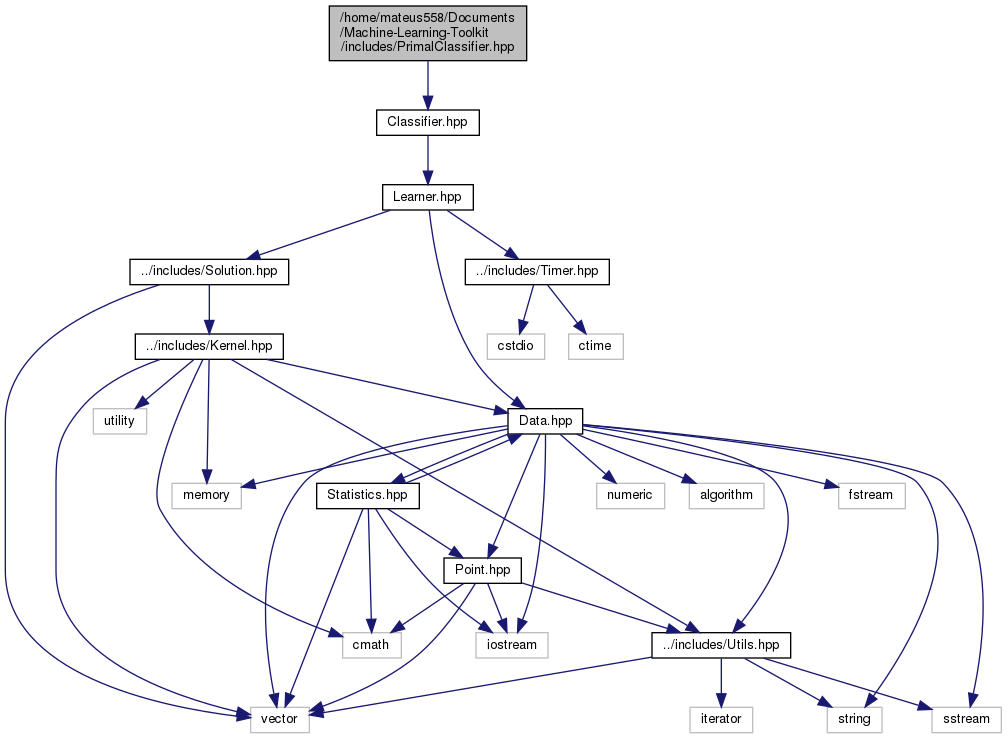 /home/mateus558/Documents
/Machine-Learning-Toolkit
/includes/PrimalClassifier.hpp
Classifier.hpp
Learner.hpp
../includes/Solution.hpp
../includes/Timer.hpp
../includes/Kernel.hpp
cstdio
ctime
utility
Data.hpp
memory
Statistics.hpp
numeric
algorithm
fstream
Point.hpp
cmath
iostream
../includes/Utils.hpp
vector
iterator
string
sstream